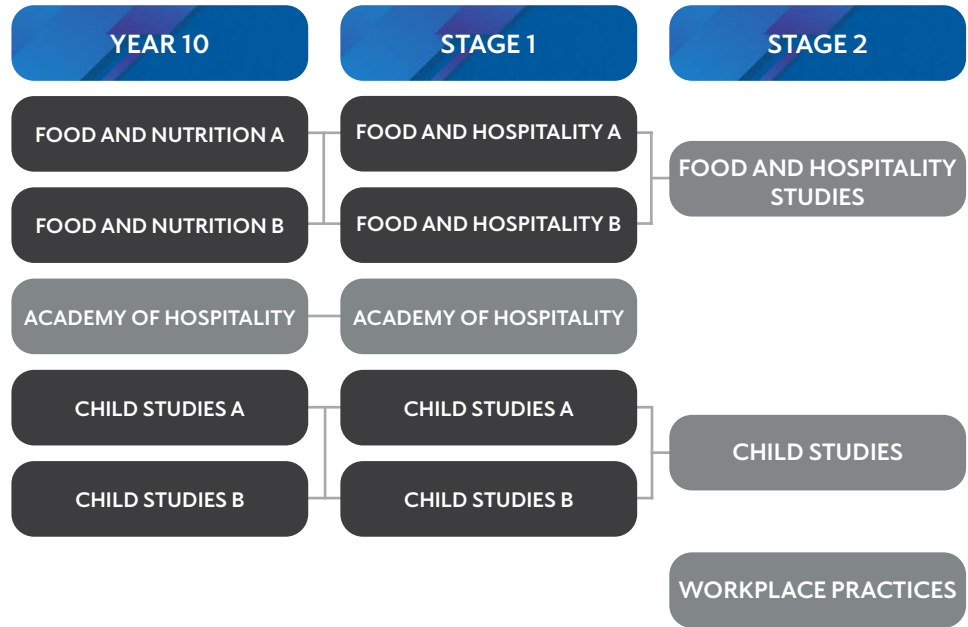 YEAR 10
STAGE 1
STAGE 2
FOOD AND NUTRITION A
FOOD AND HOSPITALITY A
FOOD AND HOSPITALITY
STUDIES
FOOD AND NUTRITION B
FOOD AND HOSPITALITY B
ACADEMY OF HOSPITALITY
ACADEMY OF HOSPITALITY
CHILD STUDIES A
CHILD STUDIES A
CHILD STUDIES
CHILD STUDIES B
CHILD STUDIES B
WORKPLACE PRACTICES